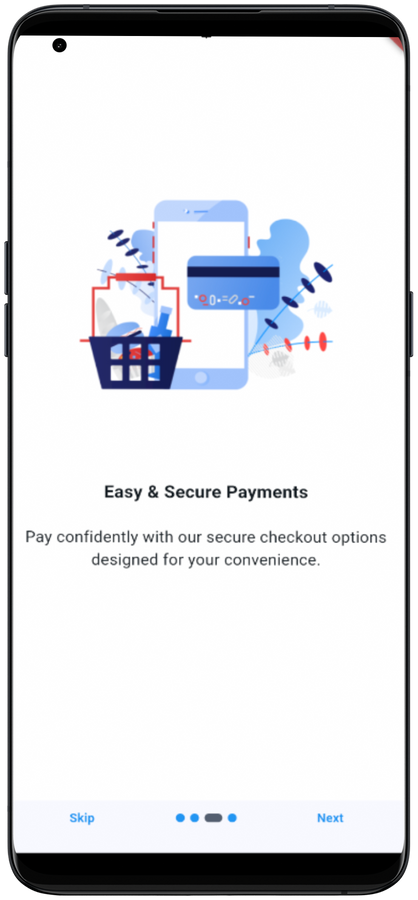 Easy & Secure Payments
Pay confidently with our secure checkout options
designed for your convenience.
Skip
Next